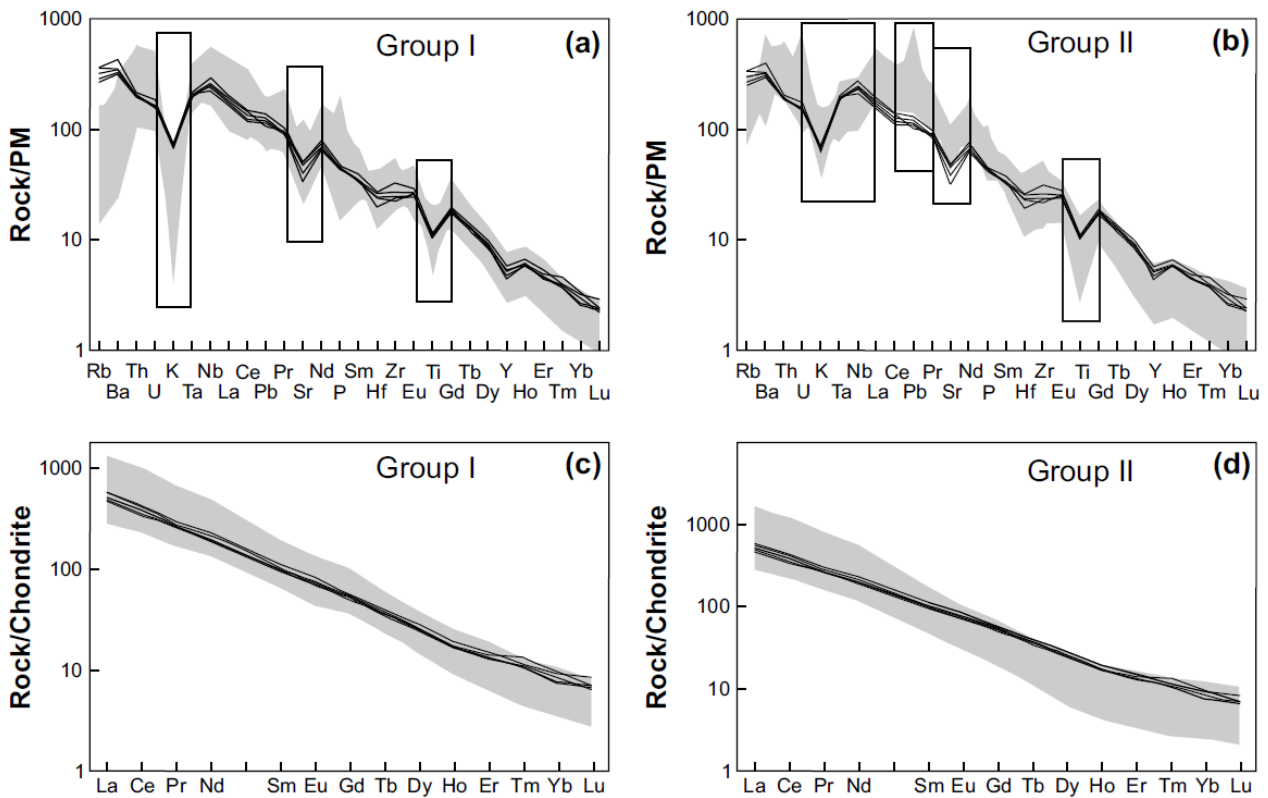 Group I (a)
Rock/PM
1000
100
10
1
Rb Th K Nb Ce Pr Nd Sm Zr Ti Tb Y Er Yb
Ba U Ta La Pb Sr P Hf Eu Gd Dy Ho Tm Lu
Group II (b)
Rock/PM
1000
100
10
1
Rb Th K Nb Ce Pr Nd Sm Zr Ti Tb Y Er Yb
Ba U Ta La Pb Sr P Hf Eu Gd Dy Ho Tm Lu
Group I (c)
Rock/Chondrite
1000
100
10
1
La Ce Pr Nd Sm Eu Gd Tb Dy Ho Er Tm Yb Lu
Group II (d)
Rock/Chondrite
1000
100
10
1
La Ce Pr Nd Sm Eu Gd Tb Dy Ho Er Tm Yb Lu